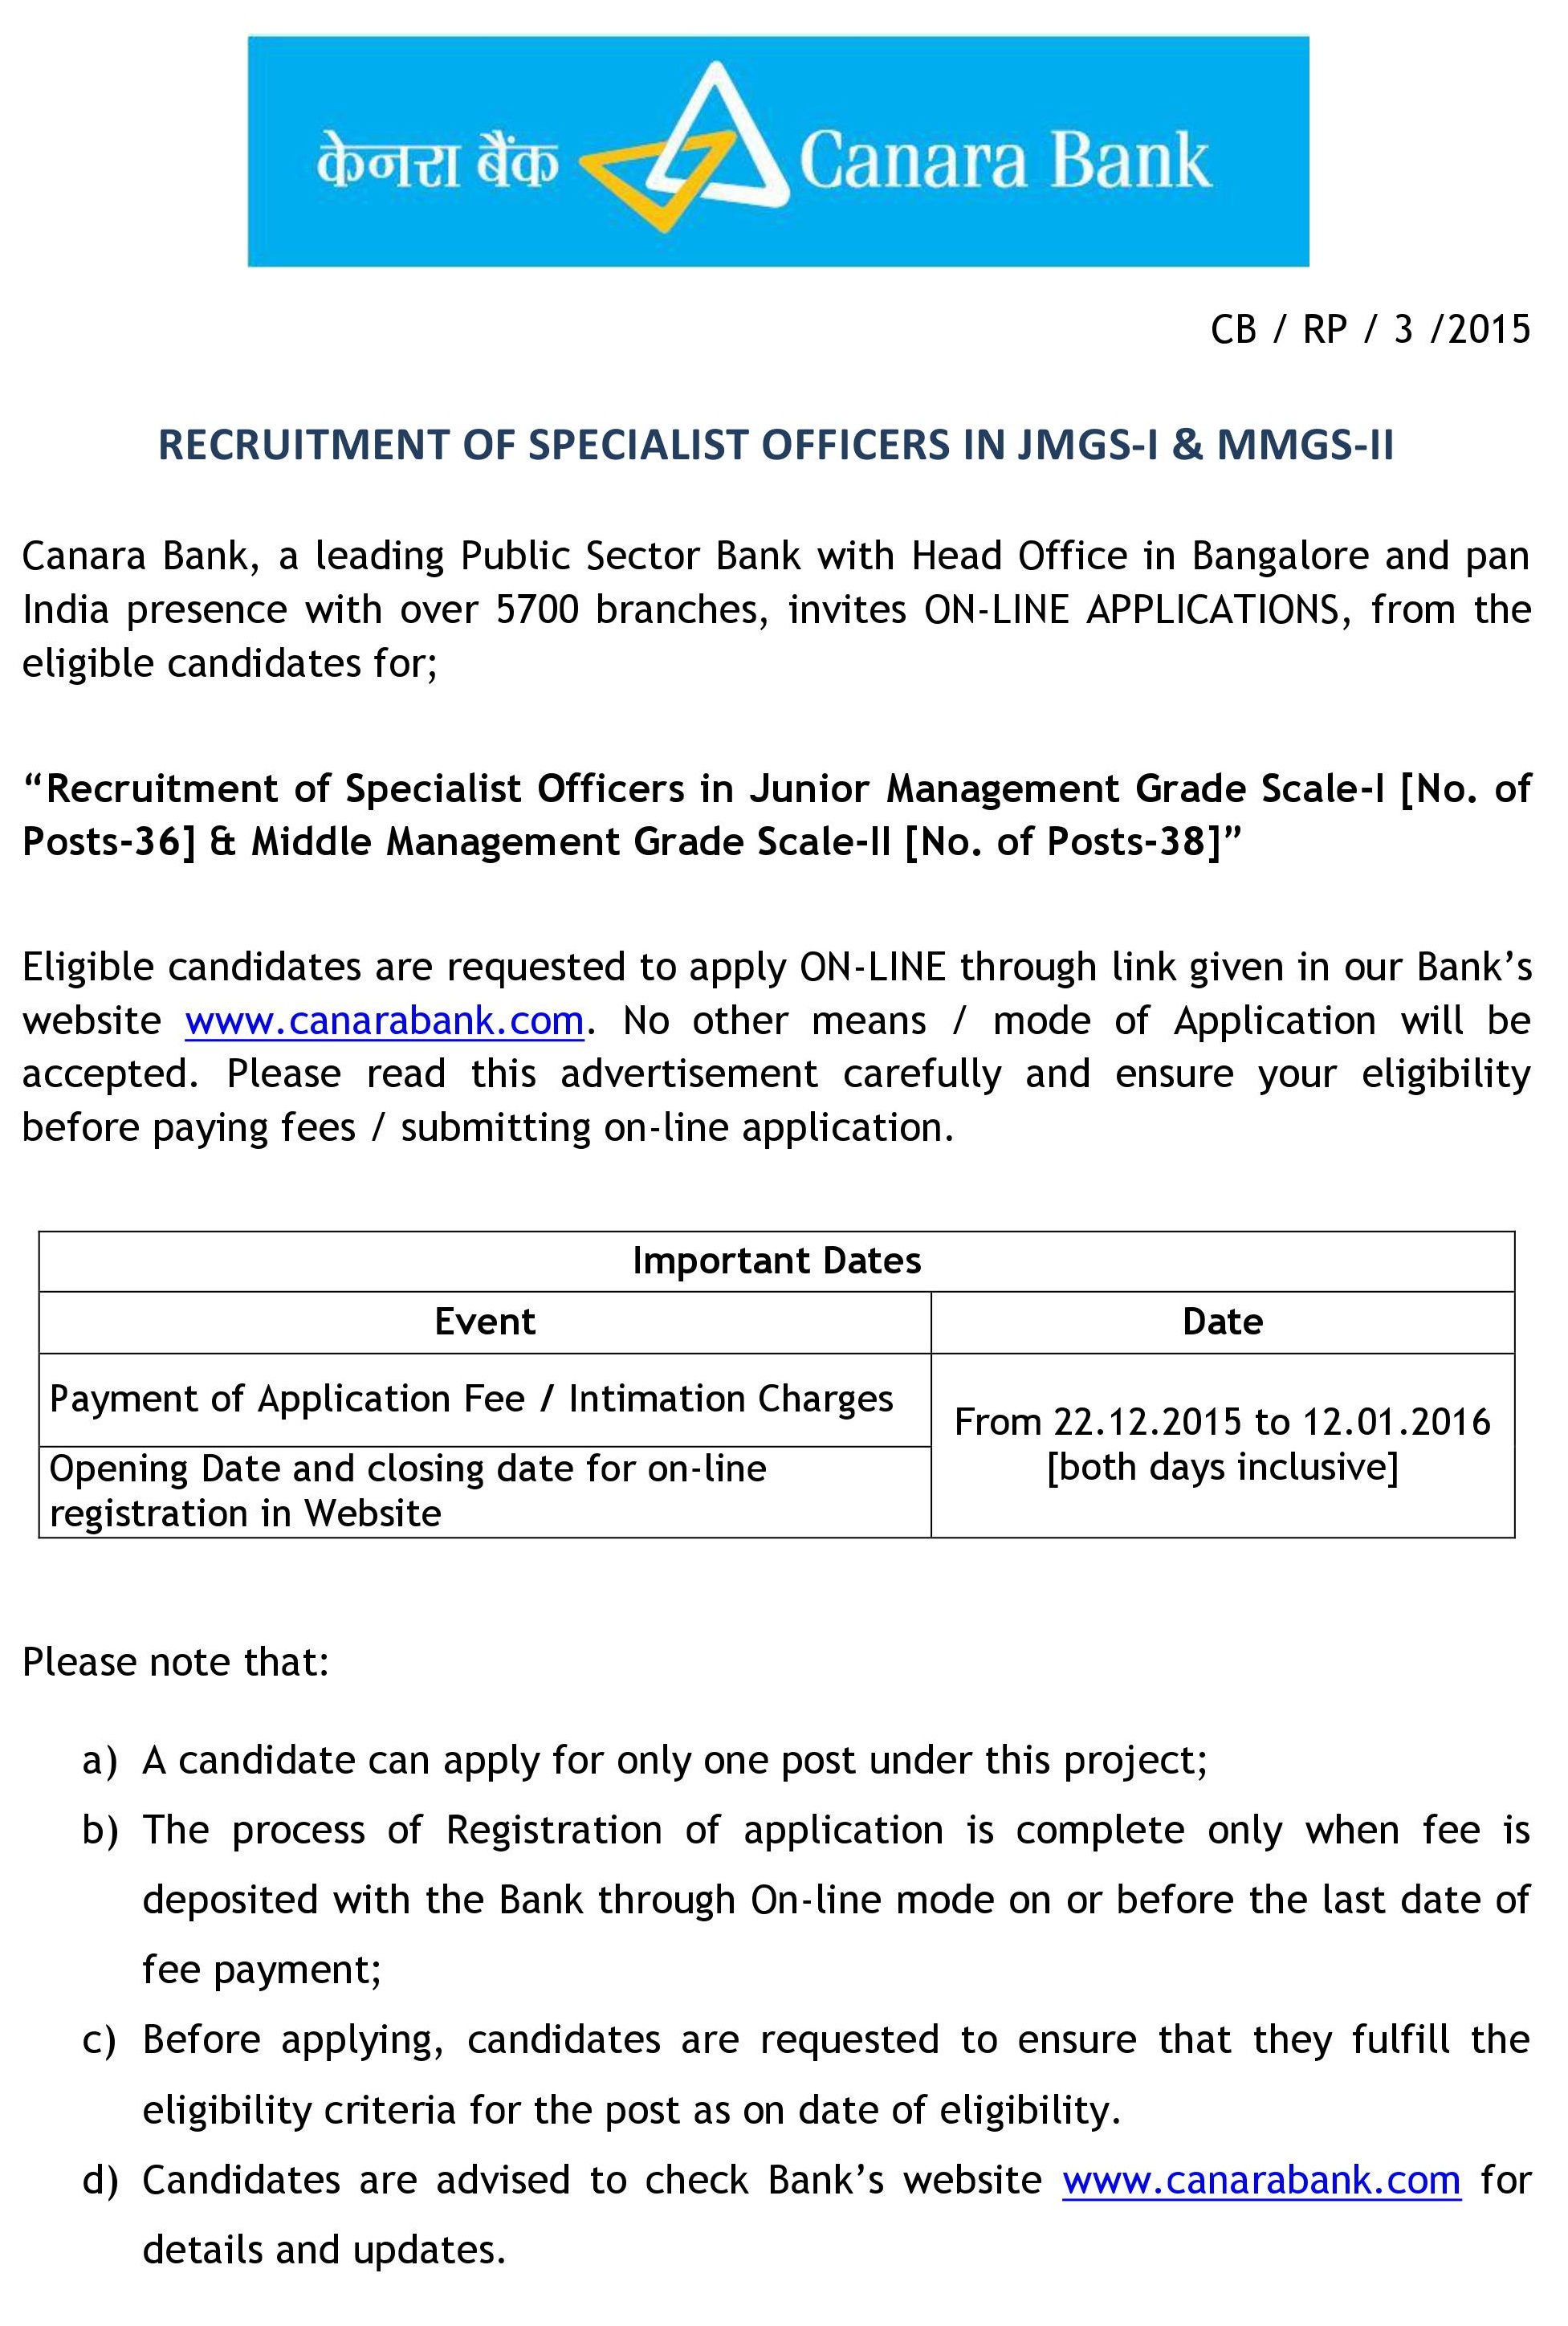 केनरा बैंक Canara Bank
CB / RP / 3 /2015
RECRUITMENT OF SPECIALIST OFFICERS IN JMGS-I & MMGS-II
Canara Bank, a leading Public Sector Bank with Head Office in Bangalore and pan
India presence with over 5700 branches, invites ON-LINE APPLICATIONS, from the
eligible candidates for;
“Recruitment of Specialist Officers in Junior Management Grade Scale-I [No. of
Posts-36] & Middle Management Grade Scale-II [No. of Posts-38]”
Eligible candidates are requested to apply ON-LINE through link given in our Bank’s
website www.canarabank.com. No other means / mode of Application will be
accepted. Please read this advertisement carefully and ensure your eligibility
before paying fees / submitting on-line application.
Important Dates
Event Date
Payment of Application Fee / Intimation Charges
From 22.12.2015 to 12.01.2016
[both days inclusive]
Opening Date and closing date for on-line
registration in Website
Please note that:
a) A candidate can apply for only one post under this project;
b) The process of Registration of application is complete only when fee is
deposited with the Bank through On-line mode on or before the last date of
fee payment;
c) Before applying, candidates are requested to ensure that they fulfill the
eligibility criteria for the post as on date of eligibility.
d) Candidates are advised to check Bank’s website www.canarabank.com for
details and updates.